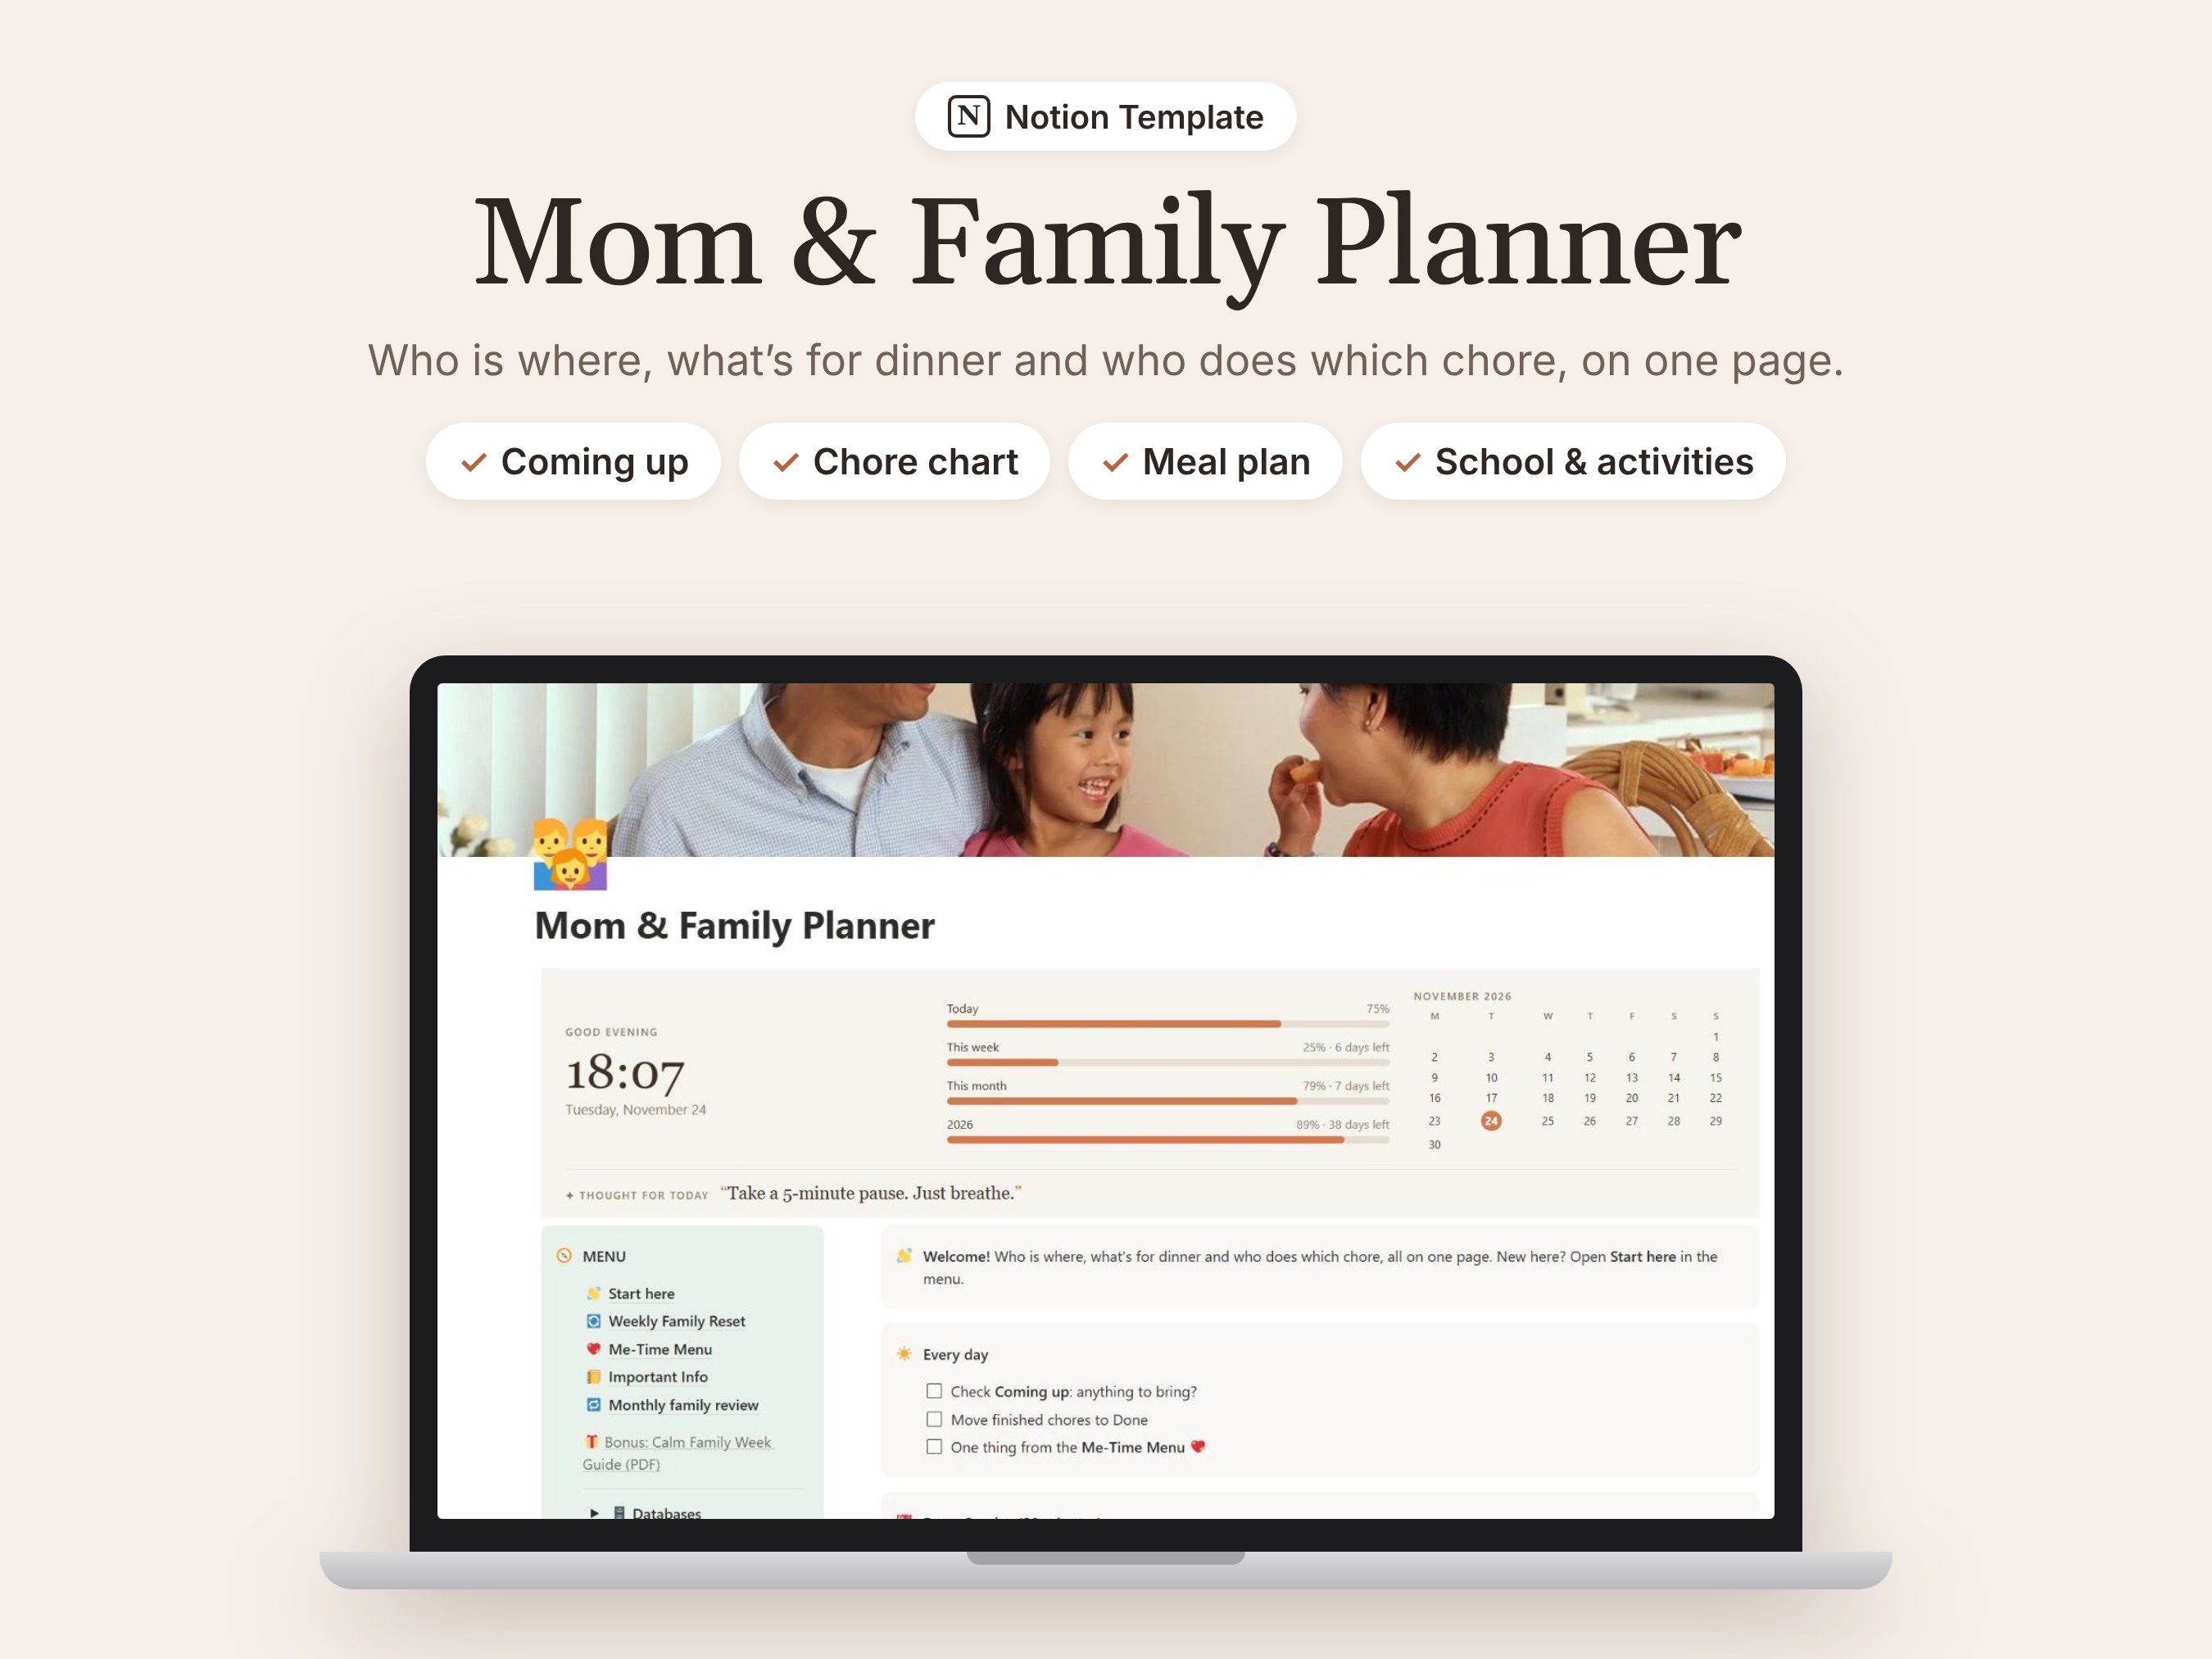 N Notion Template
Mom & Family Planner
Who is where, what’s for dinner and who does which chore, on one page.
✓ Coming up ✓ Chore chart ✓ Meal plan ✓ School & activities
Mom & Family Planner
GOOD EVENING
18:07
Tuesday, November 24
Today 75%
This week 25% · 6 days left
This month 79% · 7 days left
2026 89% · 38 days left
NOVEMBER 2026
M T W T F S S
1
2 3 4 5 6 7 8
9 10 11 12 13 14 15
16 17 18 19 20 21 22
23 24 25 26 27 28 29
30
✦ THOUGHT FOR TODAY “Take a 5-minute pause. Just breathe.”
MENU
Start here
Weekly Family Reset
Me-Time Menu
Important Info
Monthly family review
Bonus: Calm Family Week
Guide (PDF)
Databases
Welcome! Who is where, what's for dinner and who does which chore, all on one page. New here? Open Start here in the
menu.
Every day
Check Coming up: anything to bring?
Move finished chores to Done
One thing from the Me-Time Menu